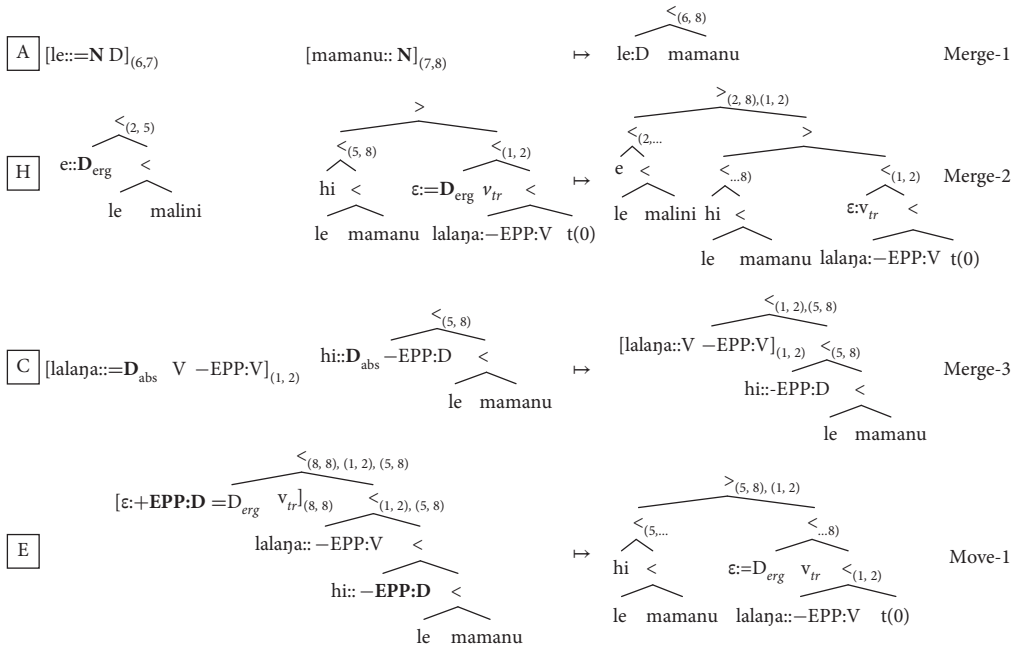 <(6, 8)
A [le::=N D](6,7) [mamanu:: N](7,8) ↦ le:D mamanu Merge-1
> >(2, 8),(1, 2)
<(2, 5) <(2,... >
H e::Derg < <(5, 8) <(1, 2) ↦ e < <...8) <(1, 2) Merge-2
le malini hi < ε:=Derg vtr < le malini hi < ε:vtr <
le mamanu lalaŋa:−EPP:V t(0) le mamanu lalaŋa:−EPP:V t(0)
<(5, 8) <(1, 2),(5, 8)
C [lalaŋa::=Dabs V −EPP:V](1, 2) hi::Dabs −EPP:D < ↦ [lalaŋa::V −EPP:V](1, 2) <(5, 8) Merge-3
le mamanu hi::-EPP:D <
le mamanu
<(8, 8), (1, 2), (5, 8) >(5, 8), (1, 2)
[ε:+EPP:D =Derg vtr](8, 8) <(1, 2), (5, 8) <(5,... <...8)
E lalaŋa:: −EPP:V < ↦ hi < ε:=Derg vtr <(1, 2) Move-1
hi:: −EPP:D < le mamanu lalaŋa::−EPP:V t(0)
le mamanu